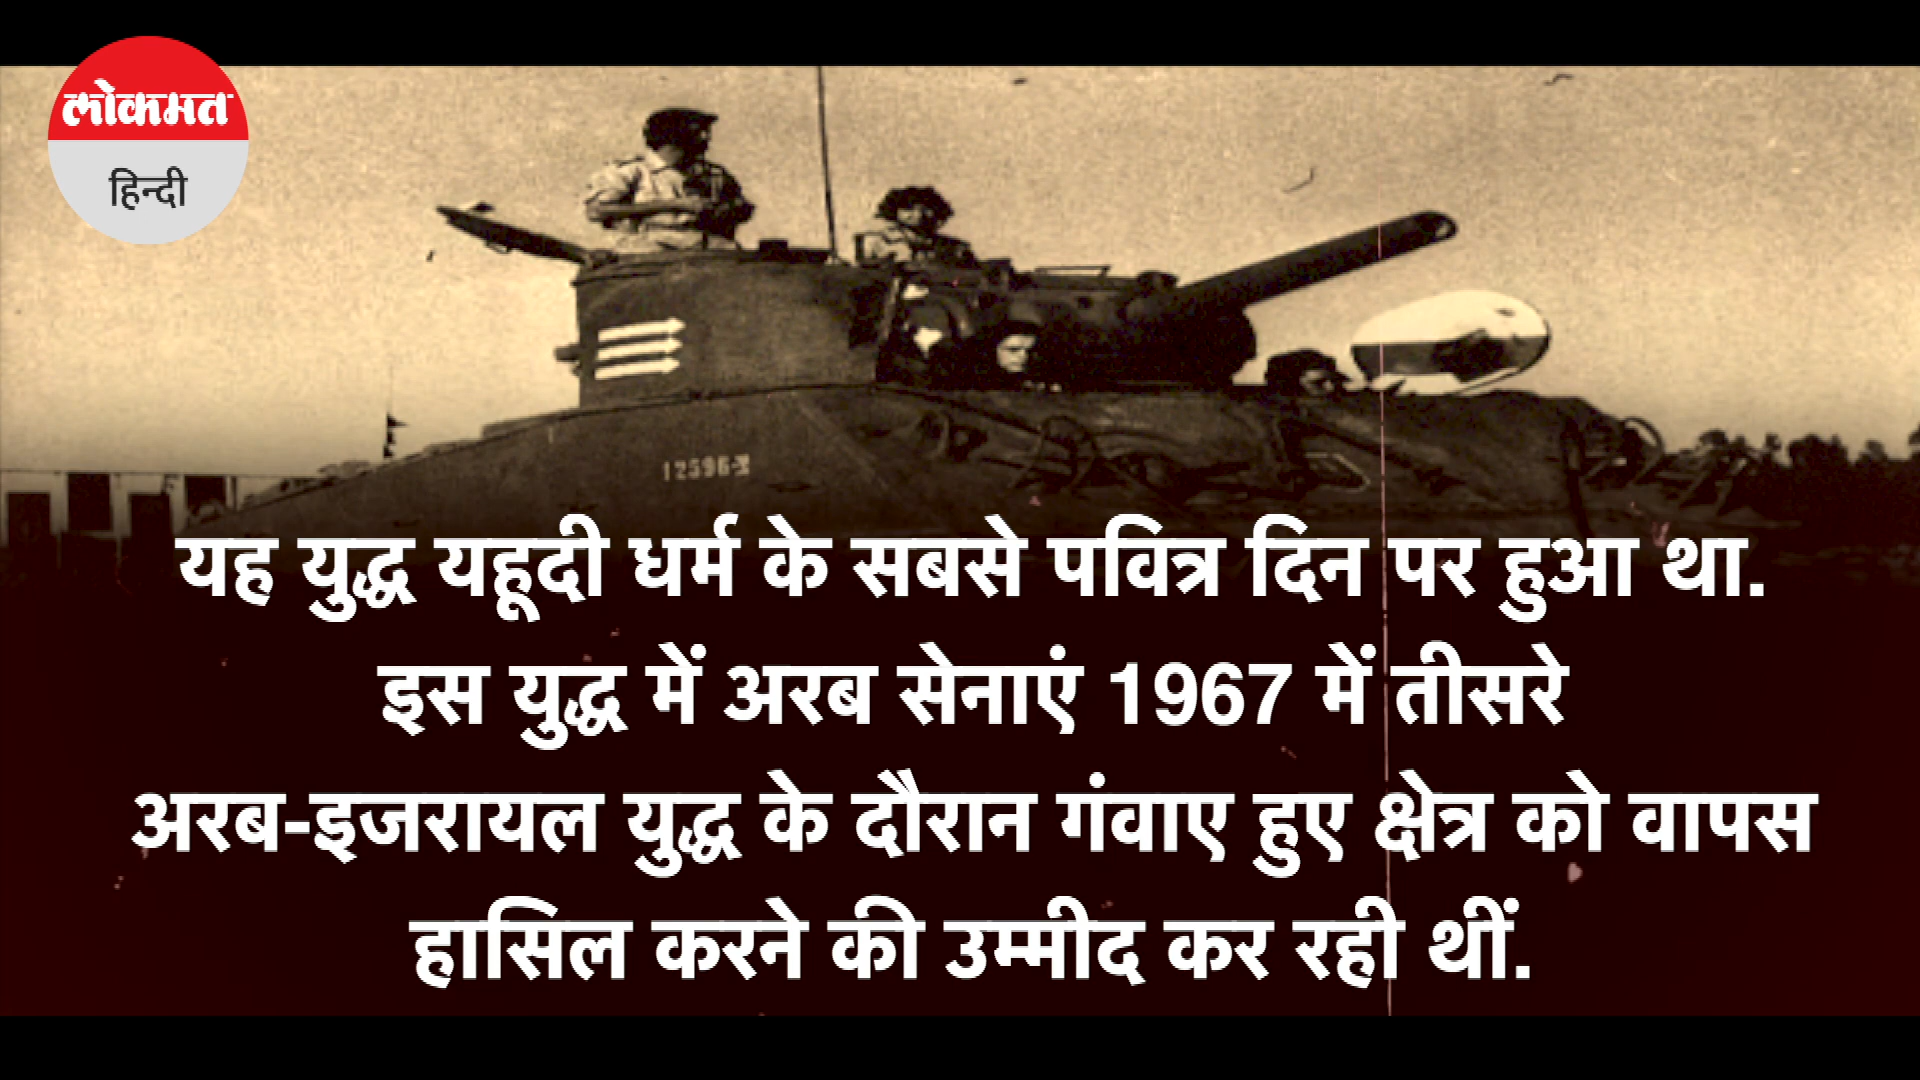 लोकमत
हिन्दी
12596-X
यह युद्ध यहूदी धर्म के सबसे पवित्र दिन पर हुआ था.
इस युद्ध में अरब सेनाएं 1967 में तीसरे
अरब-इजरायल युद्ध के दौरान गंवाए हुए क्षेत्र को वापस
हासिल करने की उम्मीद कर रही थीं.